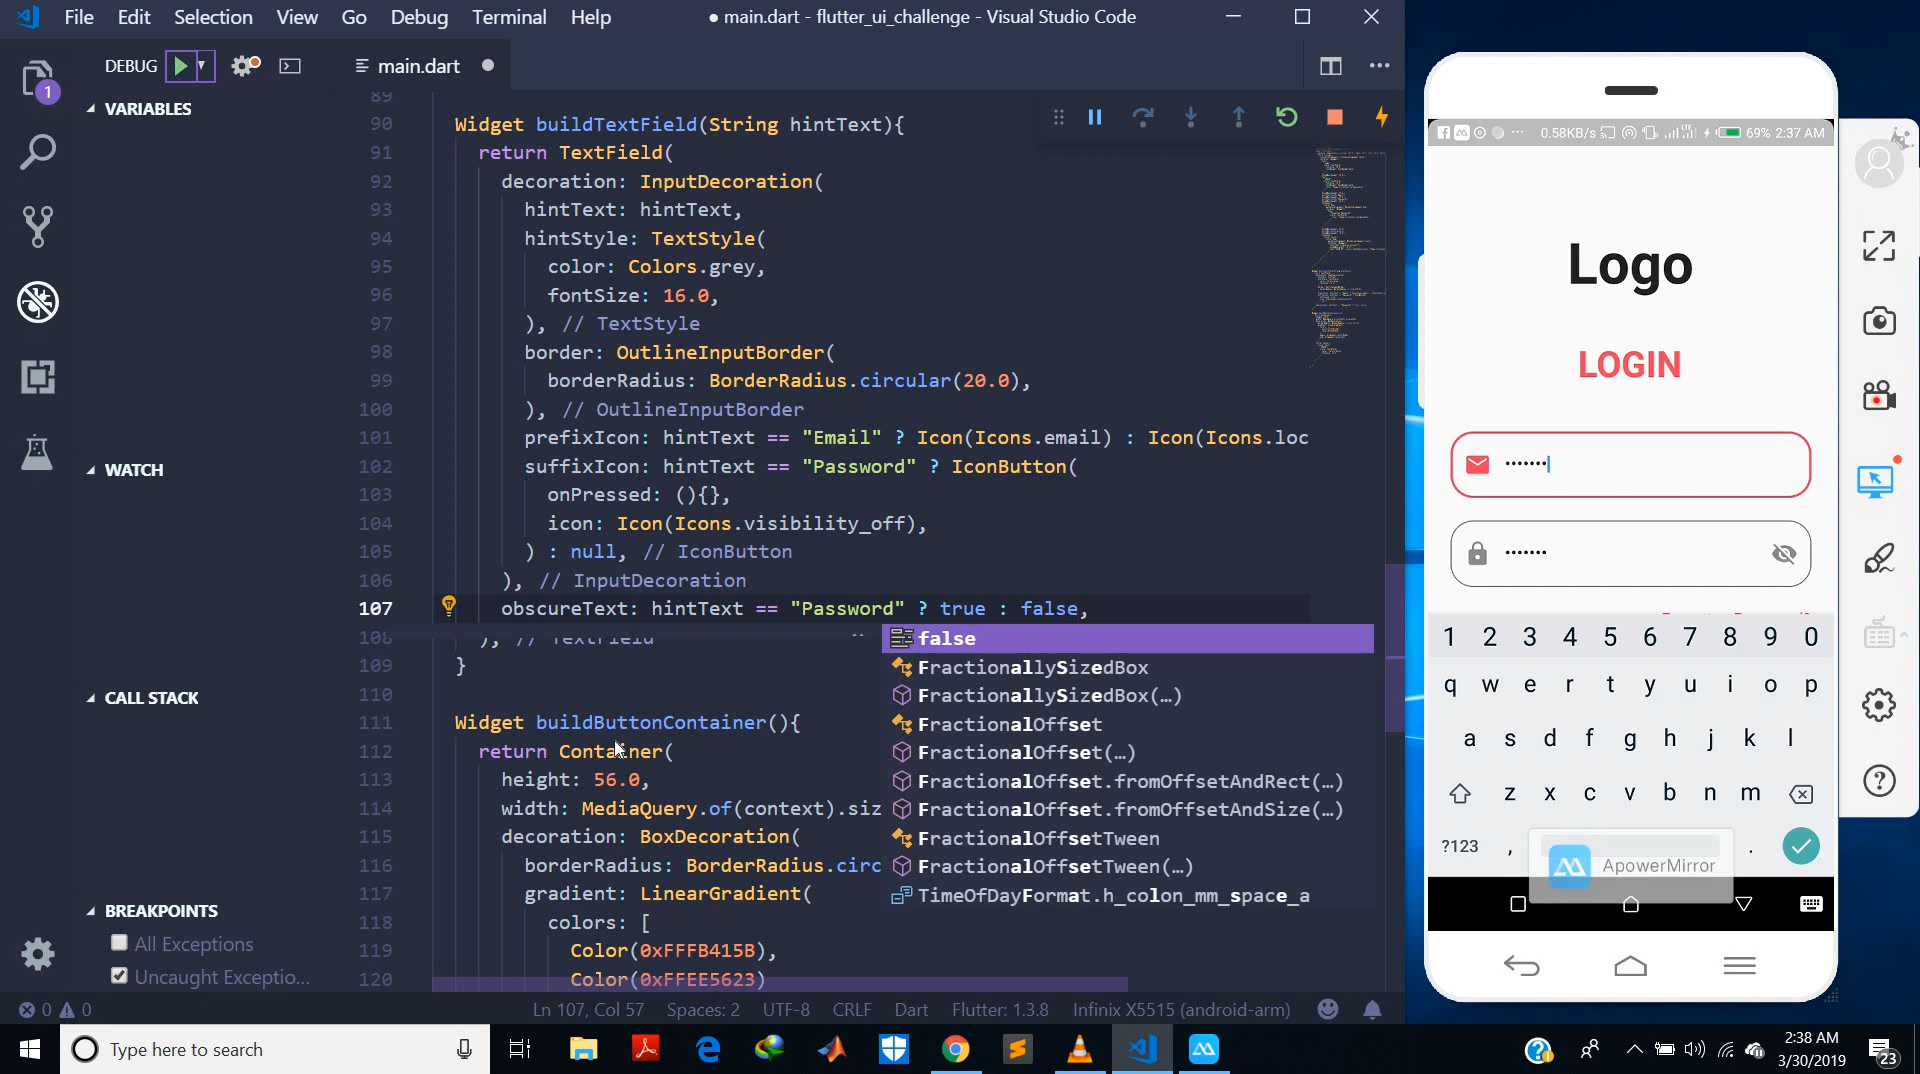 File Edit Selection View Go Debug Terminal Help
● main.dart - flutter_ui_challenge - Visual Studio Code
DEBUG
main.dart
1
VARIABLES
WATCH
CALL STACK
BREAKPOINTS
All Exceptions
Uncaught Exceptio...
89
90 Widget buildTextField(String hintText){
91 return TextField(
92 decoration: InputDecoration(
93 hintText: hintText,
94 hintStyle: TextStyle(
95 color: Colors.grey,
96 fontSize: 16.0,
97 ), // TextStyle
98 border: OutlineInputBorder(
99 borderRadius: BorderRadius.circular(20.0),
100 ), // OutlineInputBorder
101 prefixIcon: hintText == "Email" ? Icon(Icons.email) : Icon(Icons.loc
102 suffixIcon: hintText == "Password" ? IconButton(
103 onPressed: (){},
104 icon: Icon(Icons.visibility_off),
105 ) : null, // IconButton
106 ), // InputDecoration
107 obscureText: hintText == "Password" ? true : false,
108 ), // TextField
109 }
110
111 Widget buildButtonContainer(){
112 return Container(
113 height: 56.0,
114 width: MediaQuery.of(context).siz
115 decoration: BoxDecoration(
116 borderRadius: BorderRadius.circ
117 gradient: LinearGradient(
118 colors: [
119 Color(0xFFFB415B),
120 Color(0xFFEE5623)
false
FractionallySizedBox
FractionallySizedBox(…)
FractionalOffset
FractionalOffset(…)
FractionalOffset.fromOffsetAndRect(…)
FractionalOffset.fromOffsetAndSize(…)
FractionalOffsetTween
FractionalOffsetTween(…)
TimeOfDayFormat.h_colon_mm_space_a
0 0
Ln 107, Col 57 Spaces: 2 UTF-8 CRLF Dart Flutter: 1.3.8 Infinix X5515 (android-arm)
0.58KB/s 69% 2:37 AM
Logo
LOGIN
•••••••
•••••••
1 2 3 4 5 6 7 8 9 0
q w e r t y u i o p
a s d f g h j k l
z x c v b n m
?123 , .
ApowerMirror
Type here to search
2:38 AM
3/30/2019
23